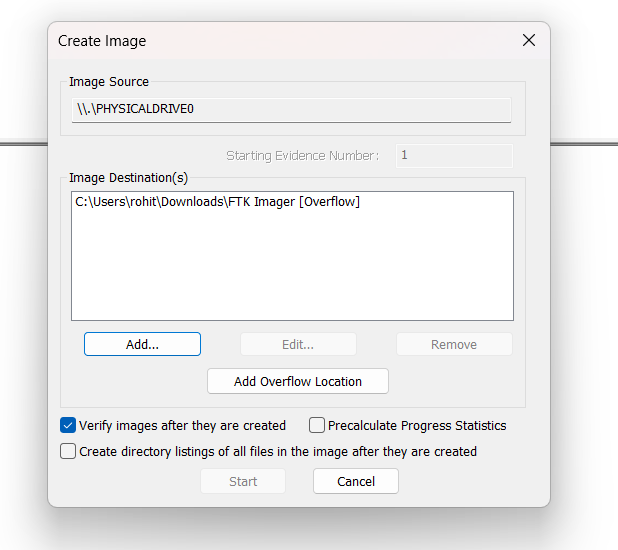 Create Image
Image Source
\\.\PHYSICALDRIVE0
Starting Evidence Number: 1
Image Destination(s)
C:\Users\rohit\Downloads\FTK Imager [Overflow]
Add... Edit... Remove
Add Overflow Location
Verify images after they are created Precalculate Progress Statistics
Create directory listings of all files in the image after they are created
Start Cancel